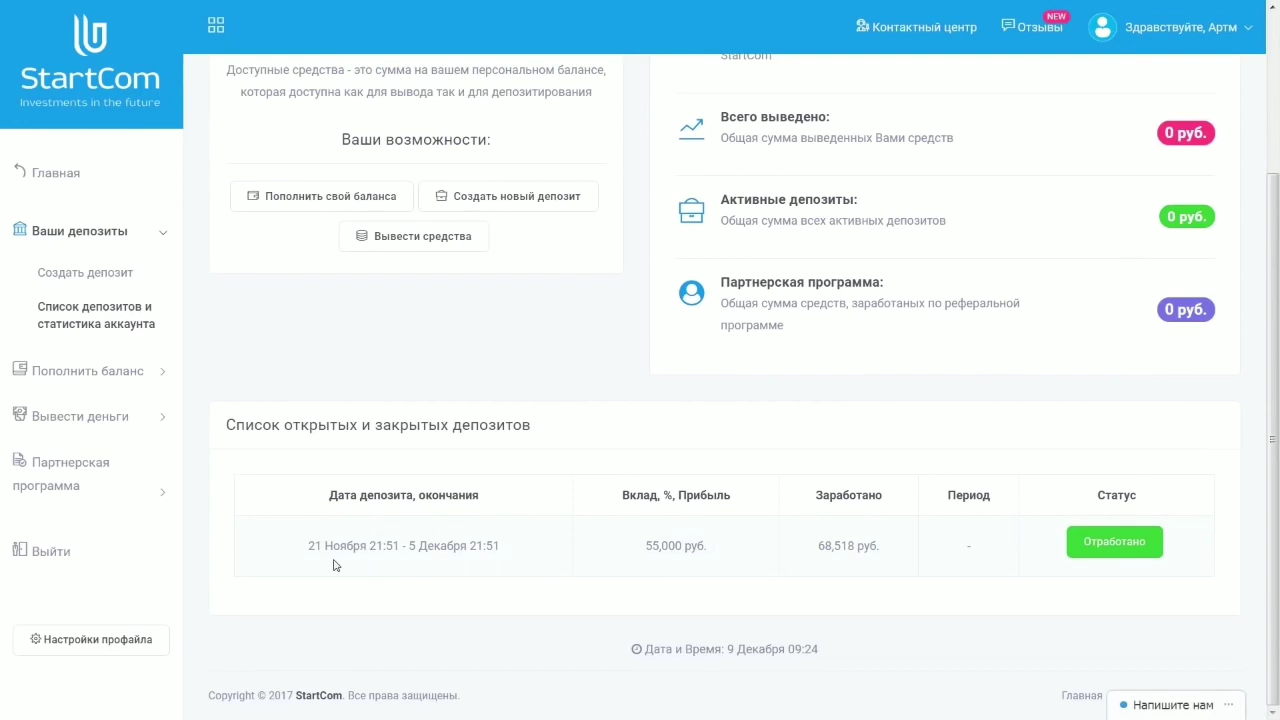 StartCom
Investments in the future
Контактный центр
Отзывы
NEW
Здравствуйте, Артм
Главная
Ваши депозиты
Создать депозит
Список депозитов и
статистика аккаунта
Пополнить баланс
Вывести деньги
Партнерская
программа
Выйти
Настройки профайла
Доступные средства - это сумма на вашем персональном балансе,
которая доступна как для вывода так и для депозитирования
Ваши возможности:
Пополнить свой баланса
Создать новый депозит
Вывести средства
StartCom
Всего выведено:
Общая сумма выведенных Вами средств
0 руб.
Активные депозиты:
Общая сумма всех активных депозитов
0 руб.
Партнерская программа:
Общая сумма средств, заработаных по реферальной
программе
0 руб.
Список открытых и закрытых депозитов
Дата депозита, окончания Вклад, %, Прибыль Заработано Период Статус
21 Ноября 21:51 - 5 Декабря 21:51 55,000 руб. 68,518 руб. - Отработано
Дата и Время: 9 Декабря 09:24
Copyright © 2017 StartCom. Все права защищены.
Главная
Напишите нам ...